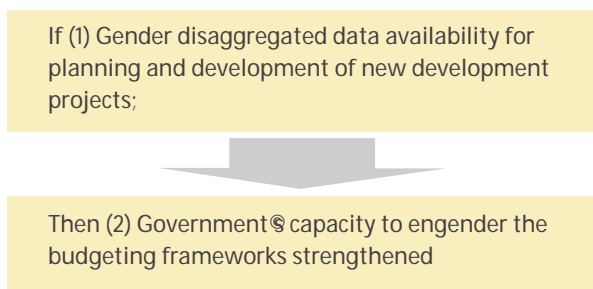 If (1) Gender disaggregated data availability for
planning and development of new development
projects;
Then (2) Government's capacity to engender the
budgeting frameworks strengthened